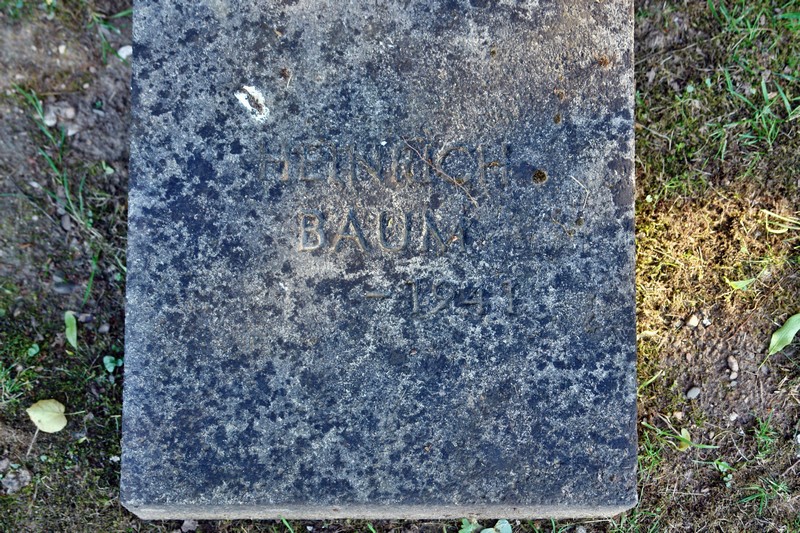 HEINRICH
BAUM
– 1941